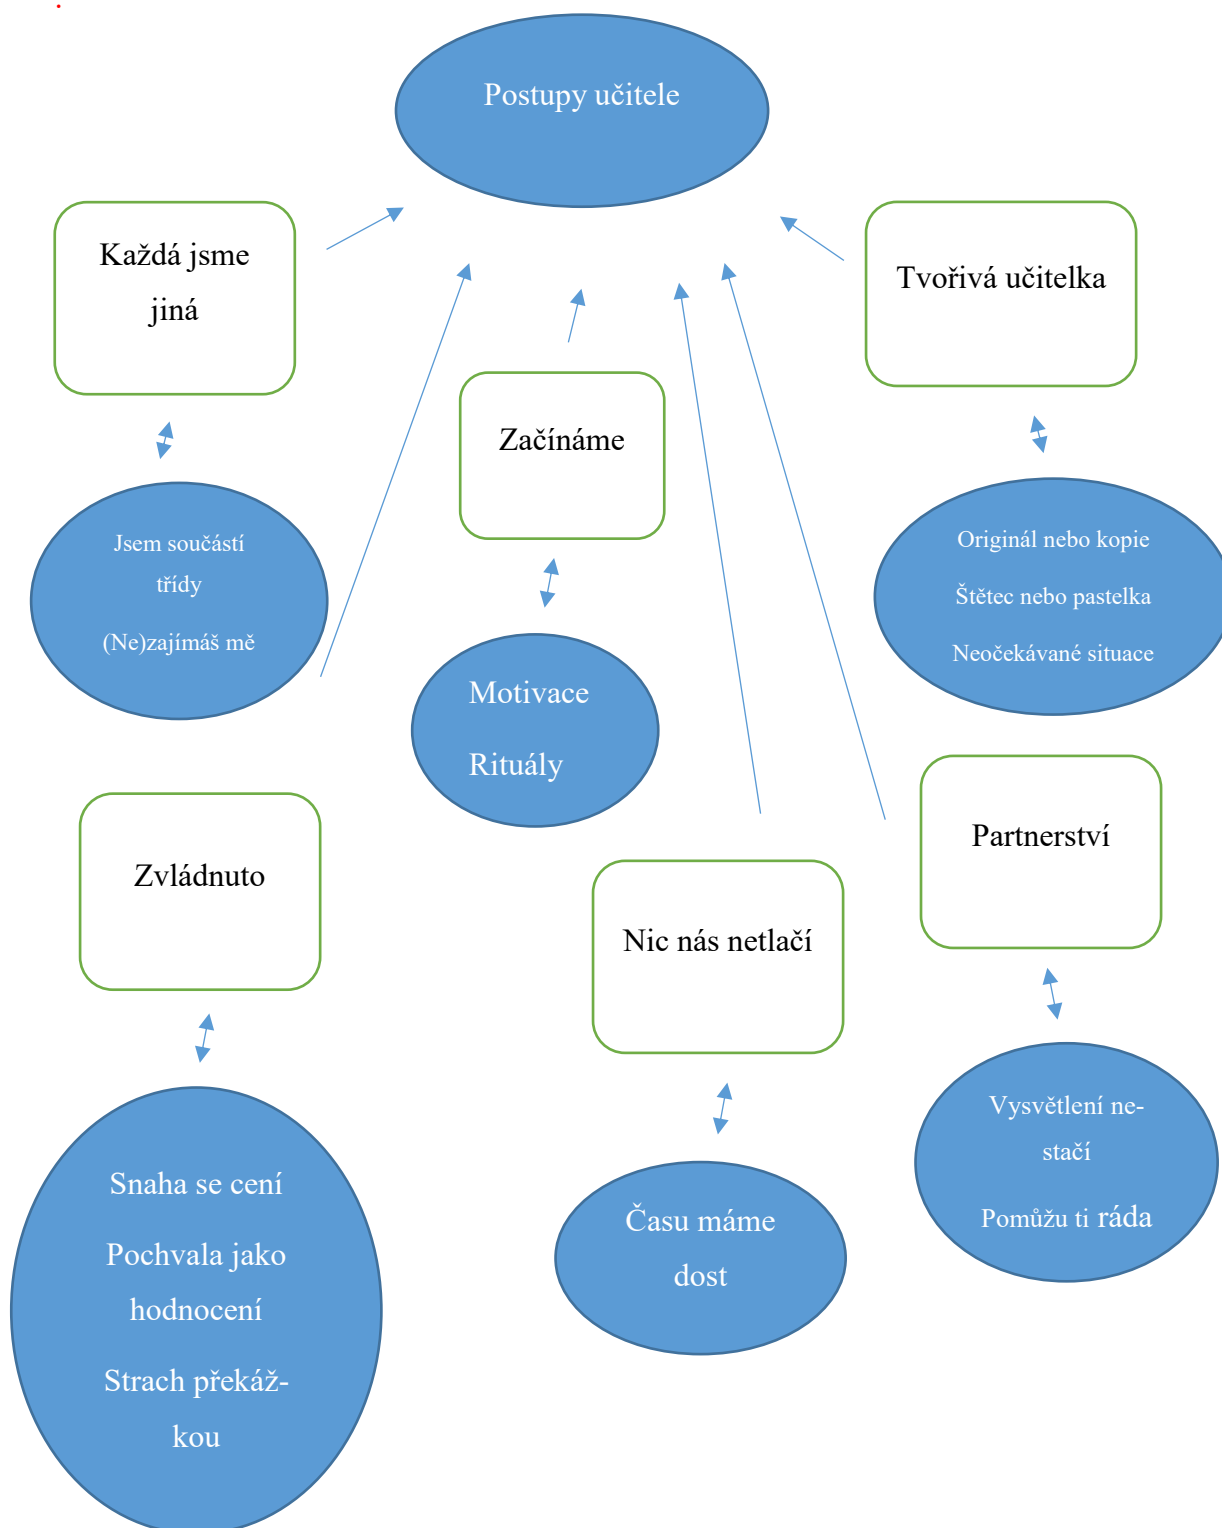 Postupy učitele
Každá jsme
jiná
Tvořivá učitelka
Začínáme
Jsem součástí
třídy
(Ne)zajímáš mě
Originál nebo kopie
Štětec nebo pastelka
Neočekávané situace
Motivace
Rituály
Zvládnuto
Partnerství
Nic nás netlačí
Snaha se cení
Pochvala jako
hodnocení
Strach překáž-
kou
Času máme
dost
Vysvětlení ne-
stačí
Pomůžu ti ráda